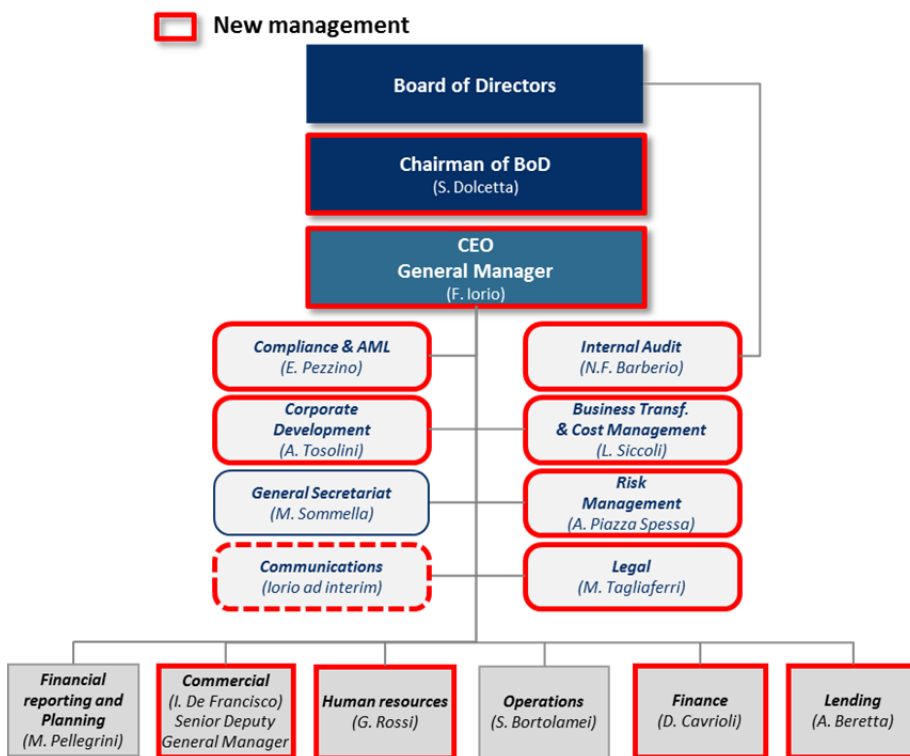 New management
Board of Directors
Chairman of BoD
(S. Dolcetta)
CEO
General Manager
(F. Iorio)
Compliance & AML
(E. Pezzino)
Internal Audit
(N.F. Barberio)
Corporate
Development
(A. Tosolini)
Business Transf.
& Cost Management
(L. Siccoli)
General Secretariat
(M. Sommella)
Risk
Management
(A. Piazza Spessa)
Communications
(Iorio ad interim)
Legal
(M. Tagliaferri)
Financial
reporting and
Planning
(M. Pellegrini)
Commercial
(I. De Francisco)
Senior Deputy
General Manager
Human resources
(G. Rossi)
Operations
(S. Bortolamei)
Finance
(D. Cavrioli)
Lending
(A. Beretta)